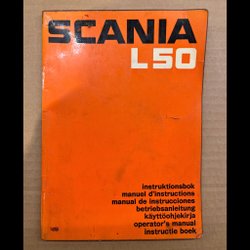 SCANIA
L50
instruktionsbok
manuel d'instructions
manual de instrucciones
betriebsanleitung
käyttöohjekirja
operator's manual
instructie boek